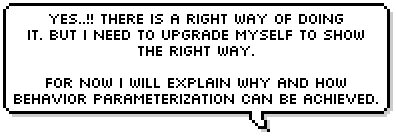 YES..!! THERE IS A RIGHT WAY OF DOING
IT. BUT I NEED TO UPGRADE MYSELF TO SHOW
THE RIGHT WAY.
FOR NOW I WILL EXPLAIN WHY AND HOW
BEHAVIOR PARAMETERIZATION CAN BE ACHIEVED.